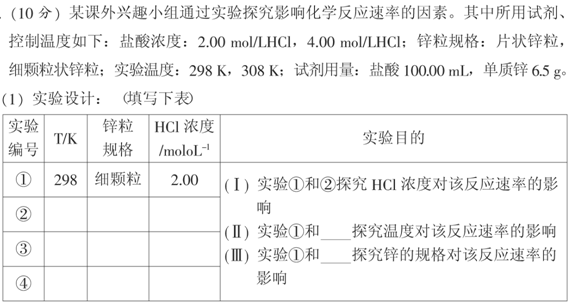 . (10 分) 某课外兴趣小组通过实验探究影响化学反应速率的因素。其中所用试剂、
控制温度如下：盐酸浓度：2.00 mol/LHCl，4.00 mol/LHCl；锌粒规格：片状锌粒，
细颗粒状锌粒；实验温度：298 K，308 K；试剂用量：盐酸 100.00 mL，单质锌 6.5 g。
(1) 实验设计： (填写下表)
实验编号 T/K 锌粒规格 HCl 浓度/moloL⁻¹ 实验目的
① 298 细颗粒 2.00
②
③
④
(Ⅰ) 实验①和②探究 HCl 浓度对该反应速率的影
响
(Ⅱ) 实验①和____探究温度对该反应速率的影响
(Ⅲ) 实验①和____探究锌的规格对该反应速率的
影响